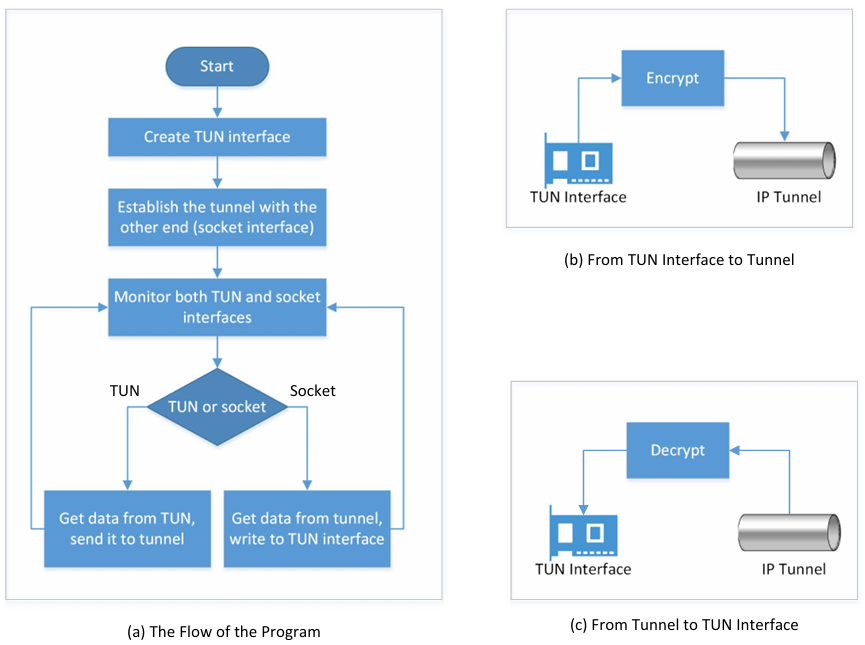 Start
Create TUN interface
Establish the tunnel with the
other end (socket interface)
Monitor both TUN and socket
interfaces
TUN
Socket
TUN or socket
Get data from TUN,
send it to tunnel
Get data from tunnel,
write to TUN interface
(a) The Flow of the Program
Encrypt
TUN Interface
IP Tunnel
(b) From TUN Interface to Tunnel
Decrypt
TUN Interface
IP Tunnel
(c) From Tunnel to TUN Interface